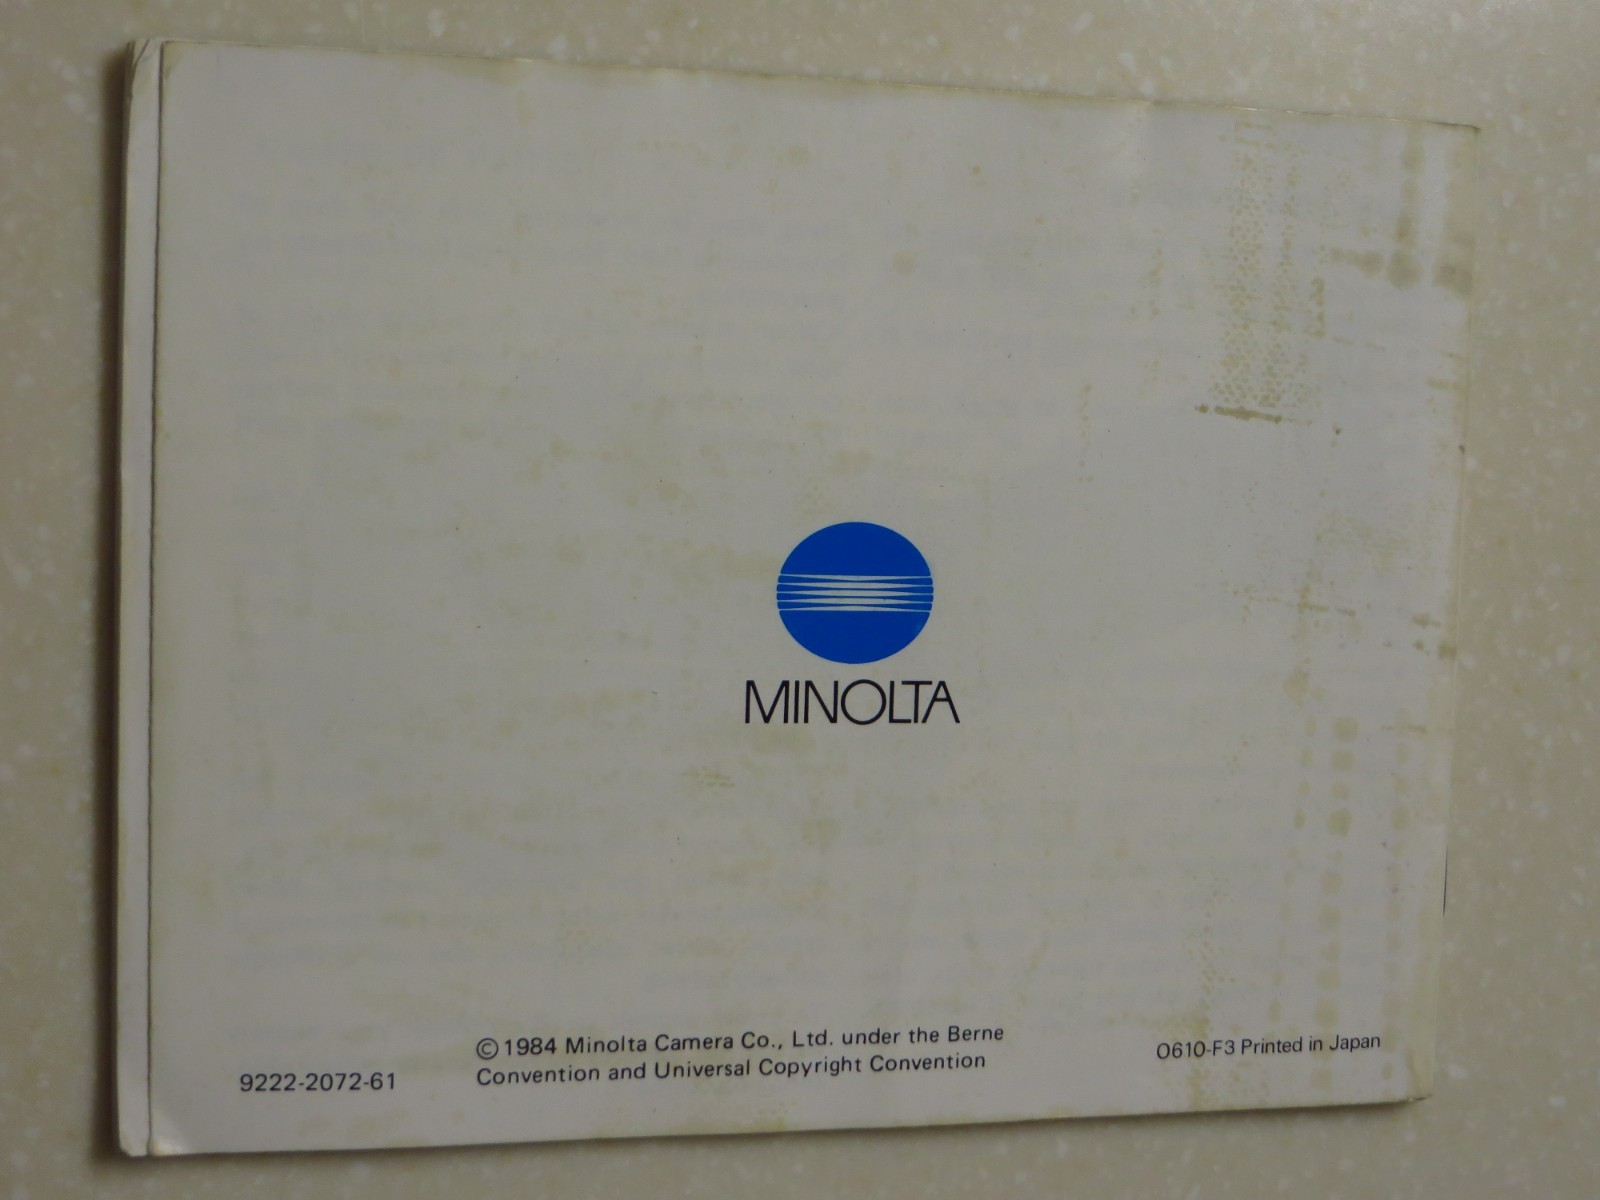 MINOLTA
© 1984 Minolta Camera Co., Ltd. under the Berne
Convention and Universal Copyright Convention
9222-2072-61
0610-F3 Printed in Japan